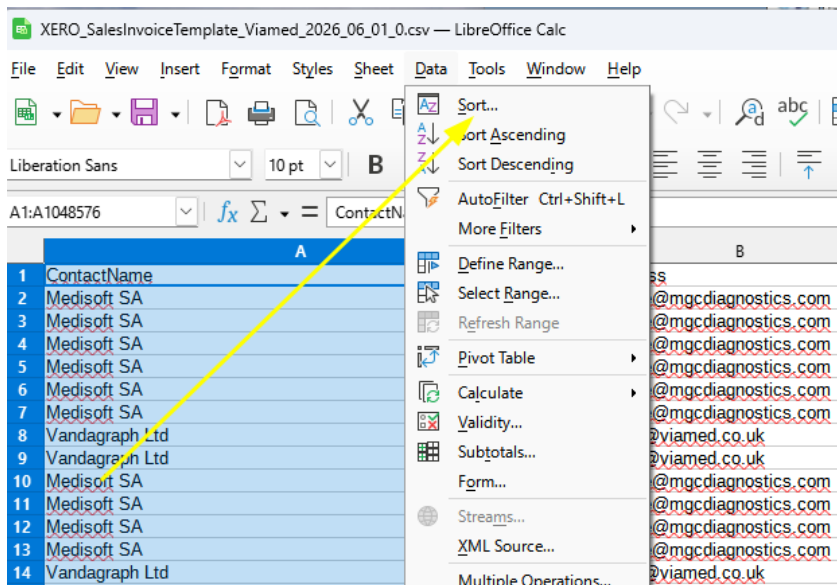 XERO_SalesInvoiceTemplate_Viamed_2026_06_01_0.csv — LibreOffice Calc
File Edit View Insert Format Styles Sheet Data Tools Window Help
Sort...
Sort Ascending
Sort Descending
AutoFilter Ctrl+Shift+L
More Filters
Define Range...
Select Range...
Refresh Range
Pivot Table
Calculate
Validity...
Subtotals...
Form...
Streams...
XML Source...
Multiple Operations...
abc
Liberation Sans 10 pt B
A1:A1048576 fx Σ =
A B
1 ContactName
2 Medisoft SA @mgcdiagnostics.com
3 Medisoft SA @mgcdiagnostics.com
4 Medisoft SA @mgcdiagnostics.com
5 Medisoft SA @mgcdiagnostics.com
6 Medisoft SA @mgcdiagnostics.com
7 Medisoft SA @mgcdiagnostics.com
8 Vandagraph Ltd @viamed.co.uk
9 Vandagraph Ltd @viamed.co.uk
10 Medisoft SA @mgcdiagnostics.com
11 Medisoft SA @mgcdiagnostics.com
12 Medisoft SA @mgcdiagnostics.com
13 Medisoft SA @mgcdiagnostics.com
14 Vandagraph Ltd @viamed.co.uk